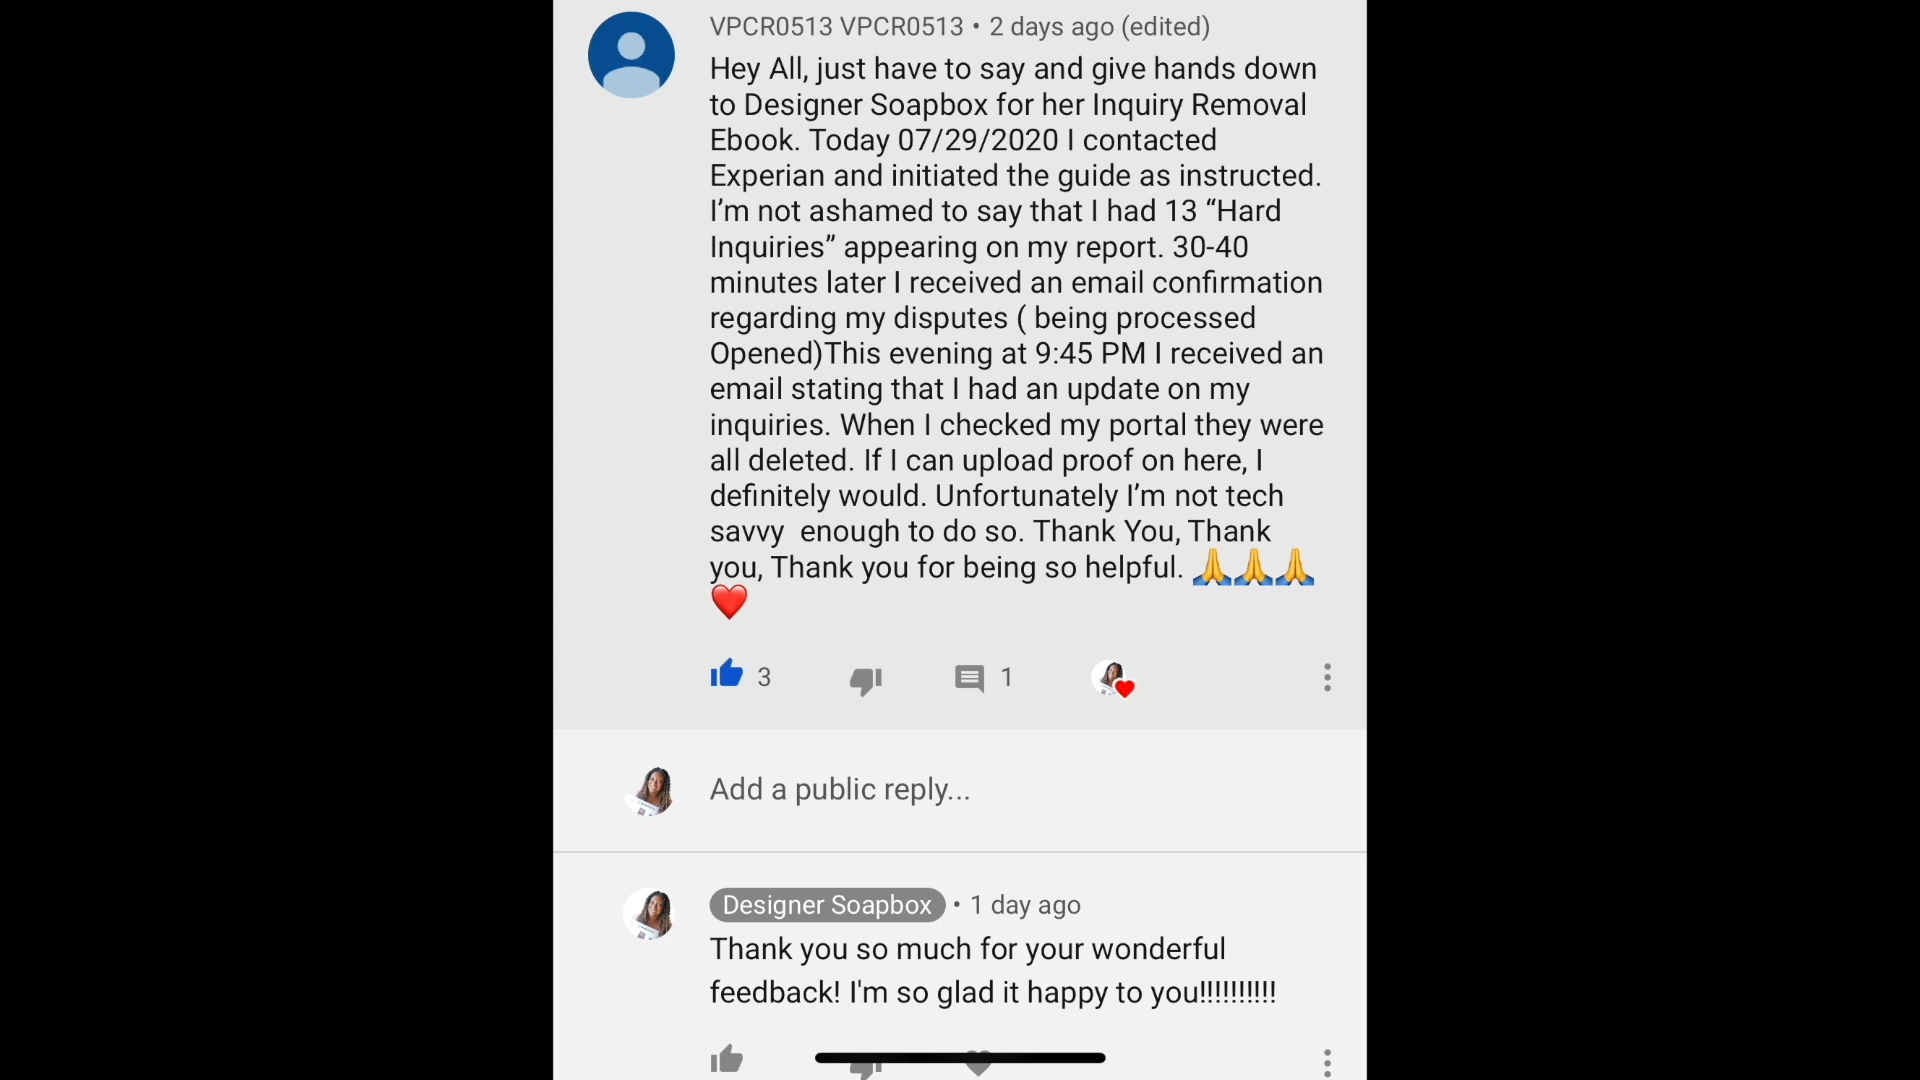 VPCR0513 VPCR0513 • 2 days ago (edited)
Hey All, just have to say and give hands down
to Designer Soapbox for her Inquiry Removal
Ebook. Today 07/29/2020 I contacted
Experian and initiated the guide as instructed.
I’m not ashamed to say that I had 13 “Hard
Inquiries” appearing on my report. 30-40
minutes later I received an email confirmation
regarding my disputes ( being processed
Opened)This evening at 9:45 PM I received an
email stating that I had an update on my
inquiries. When I checked my portal they were
all deleted. If I can upload proof on here, I
definitely would. Unfortunately I’m not tech
savvy  enough to do so. Thank You, Thank
you, Thank you for being so helpful. 🙏🙏🙏
❤️
3 1
Add a public reply...
Designer Soapbox • 1 day ago
Thank you so much for your wonderful
feedback! I'm so glad it happy to you!!!!!!!!!!